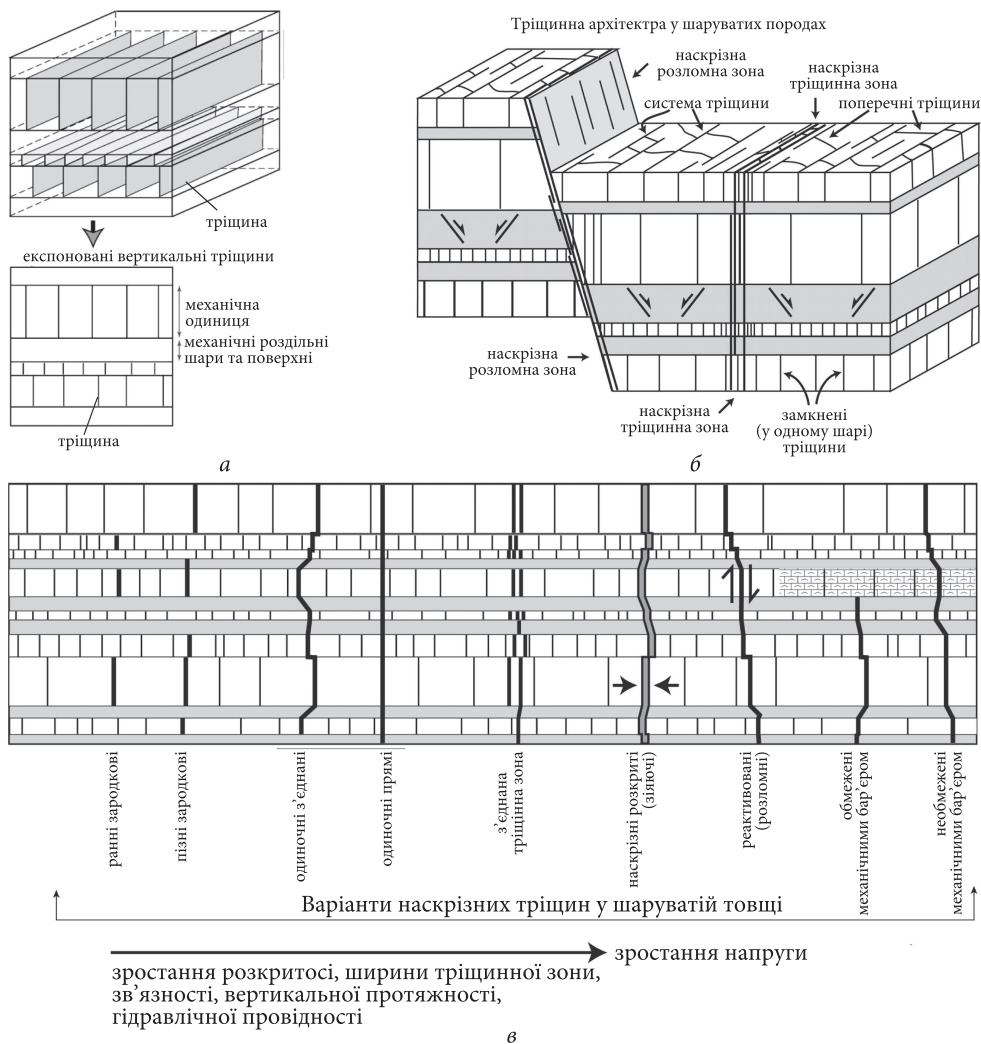 Тріщинна архітектра у шаруватих породах
наскрізна
розломна зона
наскрізна
тріщинна зона
система тріщини
поперечні тріщини
тріщина
експоновані вертикальні тріщини
механічна
одиниця
механічні роздільні
шари та поверхні
тріщина
наскрізна
розломна зона
наскрізна
тріщинна зона
замкнені
(у одному шарі)
тріщини
а
б
ранні зародкові
пізні зародкові
одиночні з’єднані
одиночні прямі
з’єднана
тріщінна зона
наскрізні розкриті
(зіяючі)
реактивовані
(розломні)
обмежені
механічними бар’єром
необмежені
механічними бар’єром
Варіанти наскрізних тріщин у шаруватій товщі
зростання напруги
зростання розкритосі, ширини тріщинної зони,
зв’язності, вертикальної протяжності,
гідравлічної провідності
в